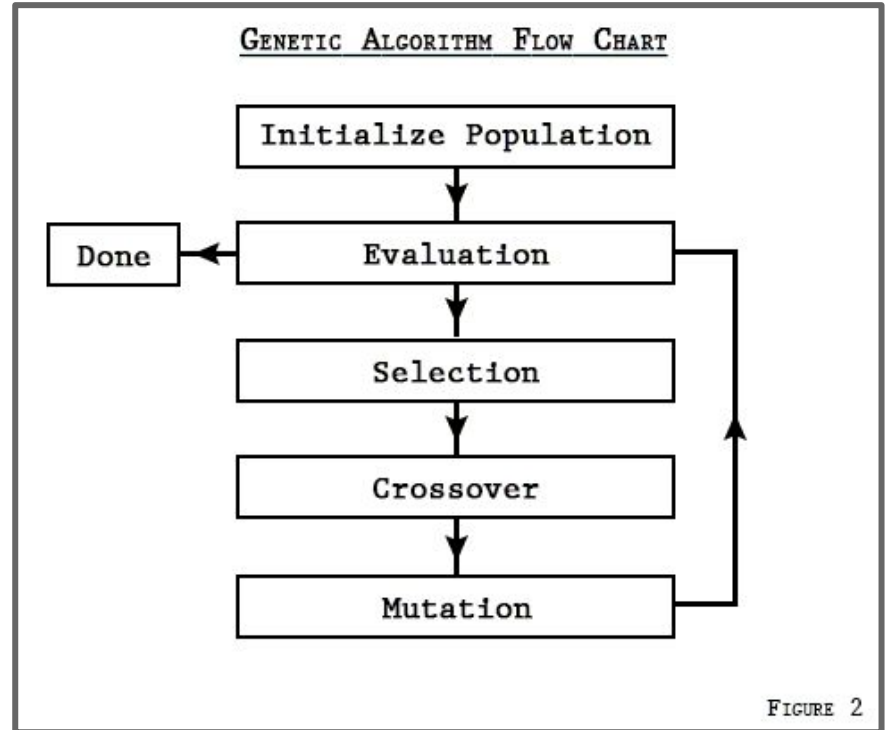 Genetic Algorithm Flow Chart
Initialize Population
Done
Evaluation
Selection
Crossover
Mutation
Figure 2